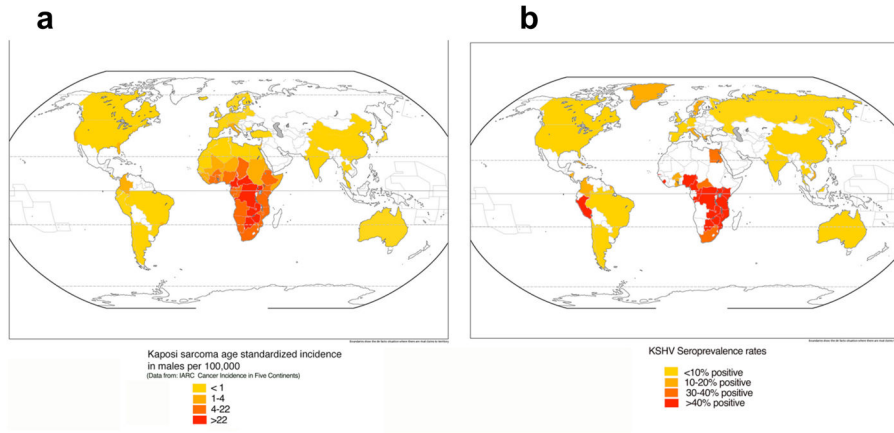 a
b
Kaposi sarcoma age standardized incidence
in males per 100,000
(Data from: IARC Cancer Incidence in Five Continents)
< 1
1-4
4-22
>22
KSHV Seroprevalence rates
<10% positive
10-20% positive
30-40% positive
>40% positive